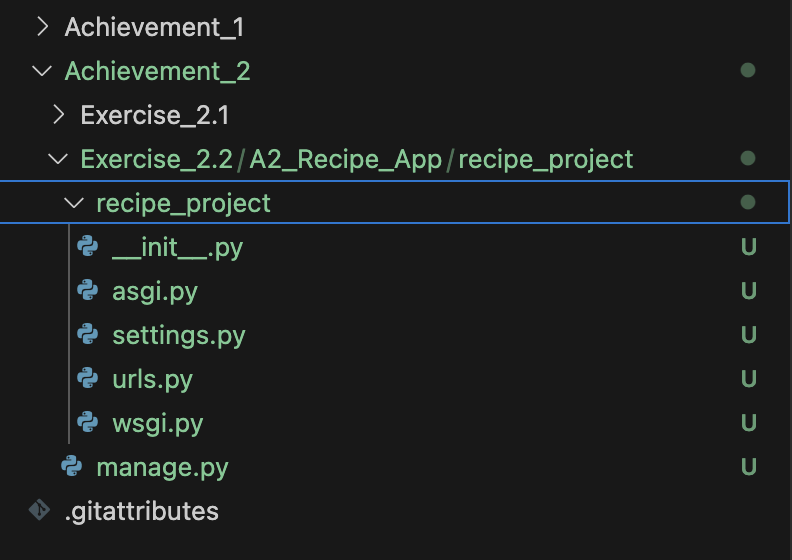 Achievement_1
Achievement_2
Exercise_2.1
Exercise_2.2/A2_Recipe_App/recipe_project
recipe_project
__init__.py U
asgi.py U
settings.py U
urls.py U
wsgi.py U
manage.py U
.gitattributes